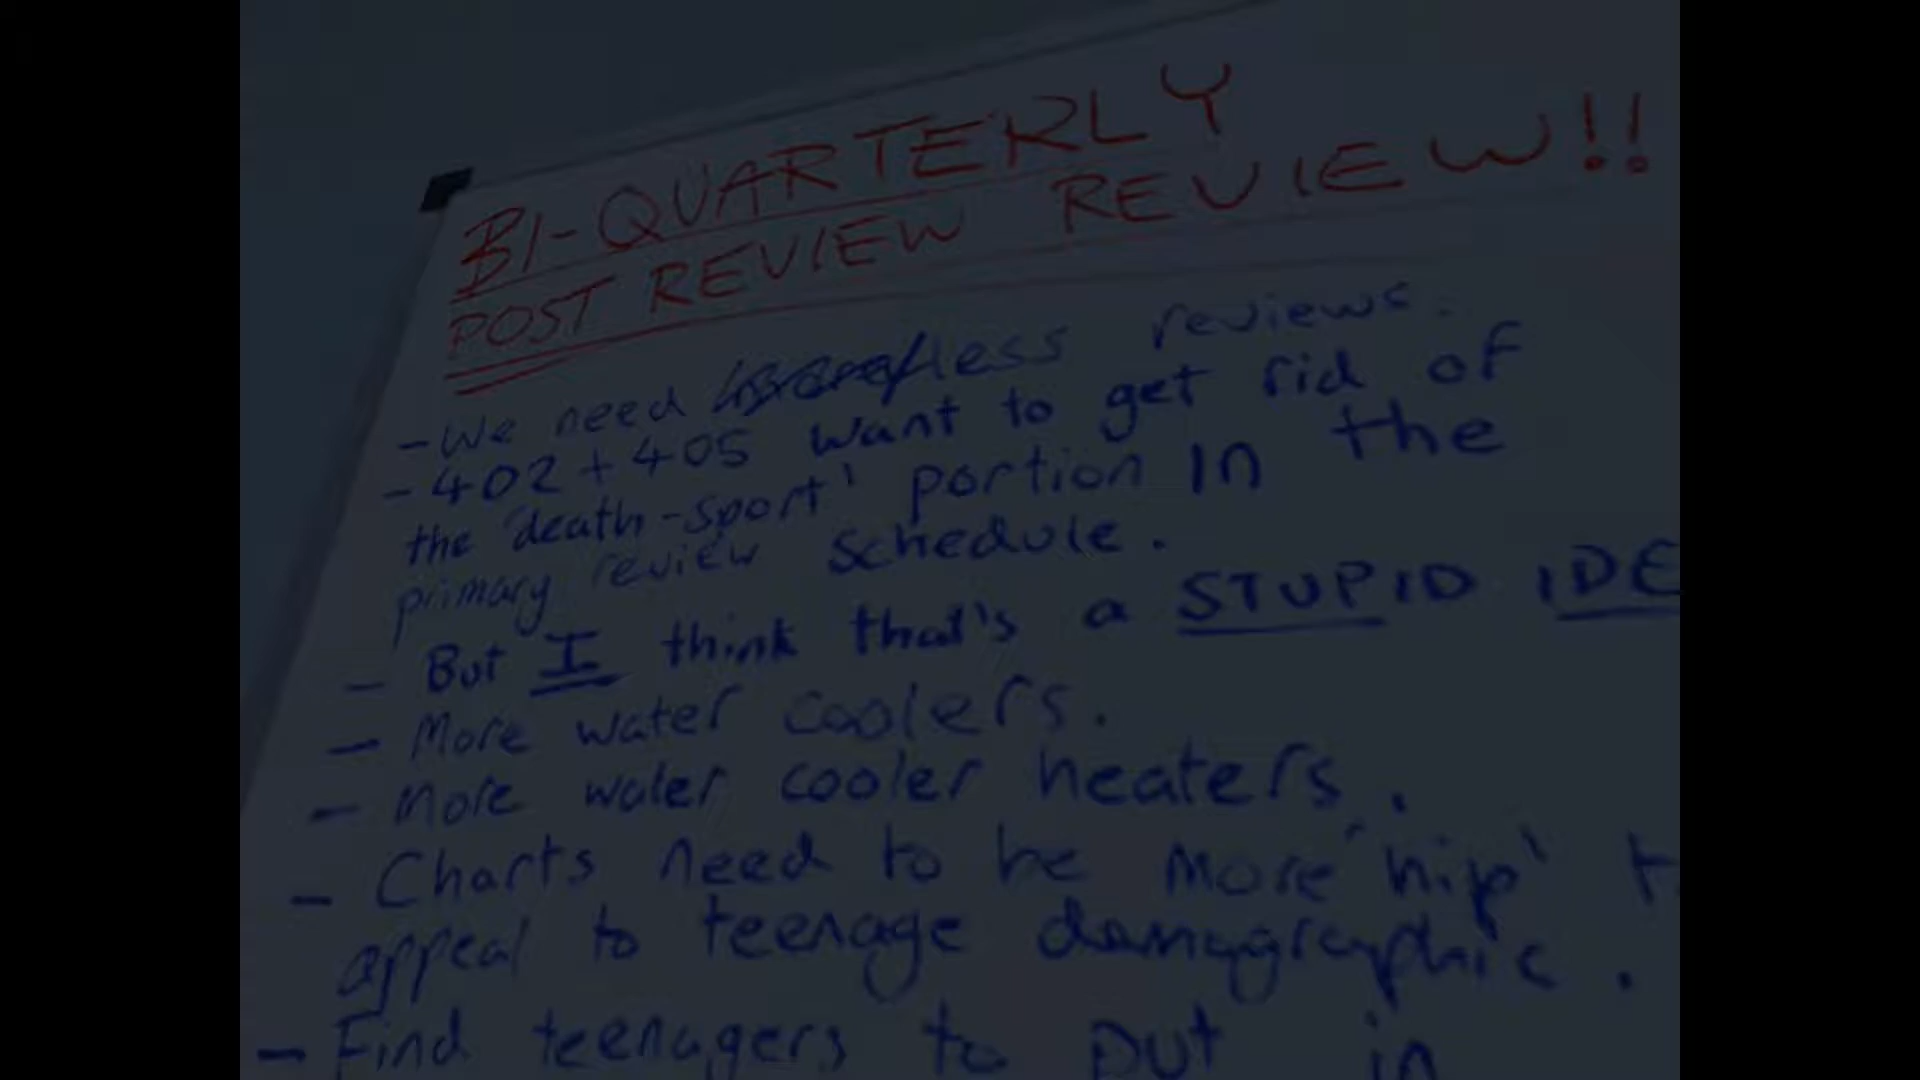 BI-QUARTERLY
POST REVIEW REVIEW!!
- We need less reviews.
- 402 + 405 want to get rid of
the 'death-sport' portion in the
primary review schedule.
- But I think that's a STUPID IDE
- More water coolers.
- More water cooler heaters.
- Charts need to be more 'hip' t
appeal to teenage demographic.
- Find teenagers to put in